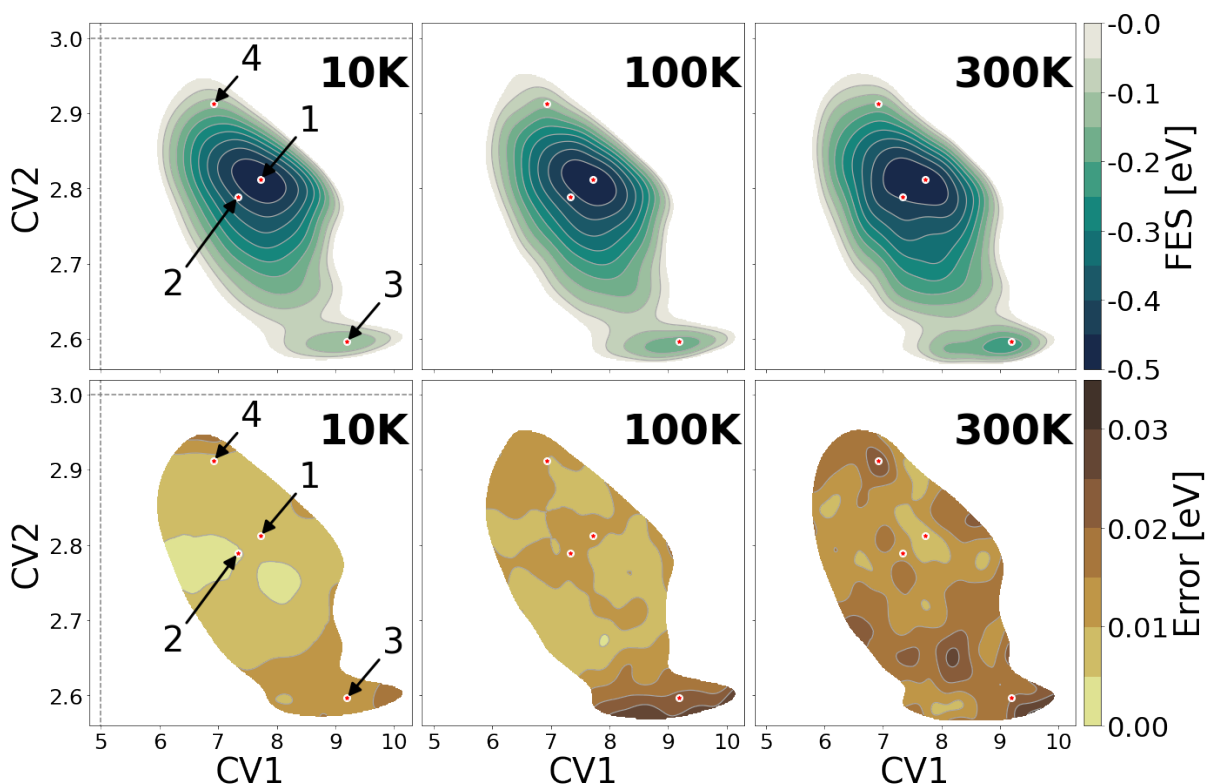 3.0
2.9
2.8
2.7
2.6
CV2
4
1
2
3
10K
100K
300K
-0.0
-0.1
-0.2
-0.3
-0.4
-0.5
FES [eV]
3.0
2.9
2.8
2.7
2.6
CV2
4
1
2
3
10K
100K
300K
0.03
0.02
0.01
0.00
Error [eV]
5 6 7 8 9 10
5 6 7 8 9 10
5 6 7 8 9 10
CV1
CV1
CV1